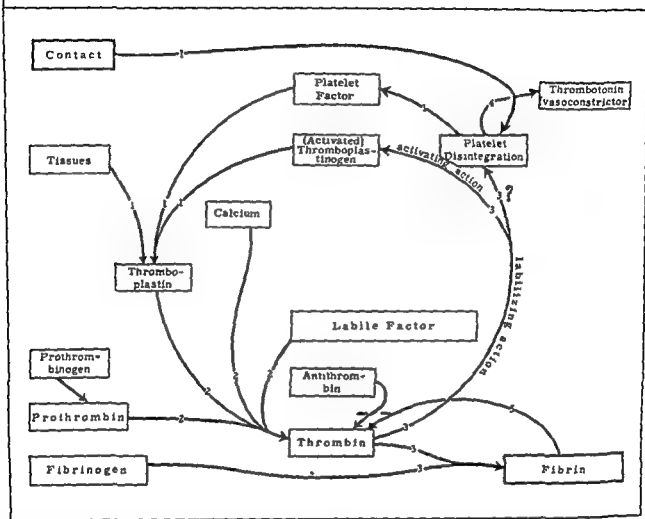 Contact
1
Platelet
Factor
1
4
Thrombotonin
(vasoconstrictor)
Tissues
(Activated)
Thromboplas-
tinogen
activating action
3
Platelet
Disintegration
3 ?
1
1
1
Calcium
Thrombo-
plastin
labilizing action
Labile Factor
Prothrom-
binogen
2
2
2
Antithrom-
bin
Prothrombin
2
Thrombin
3
5
3
Fibrinogen
3
Fibrin